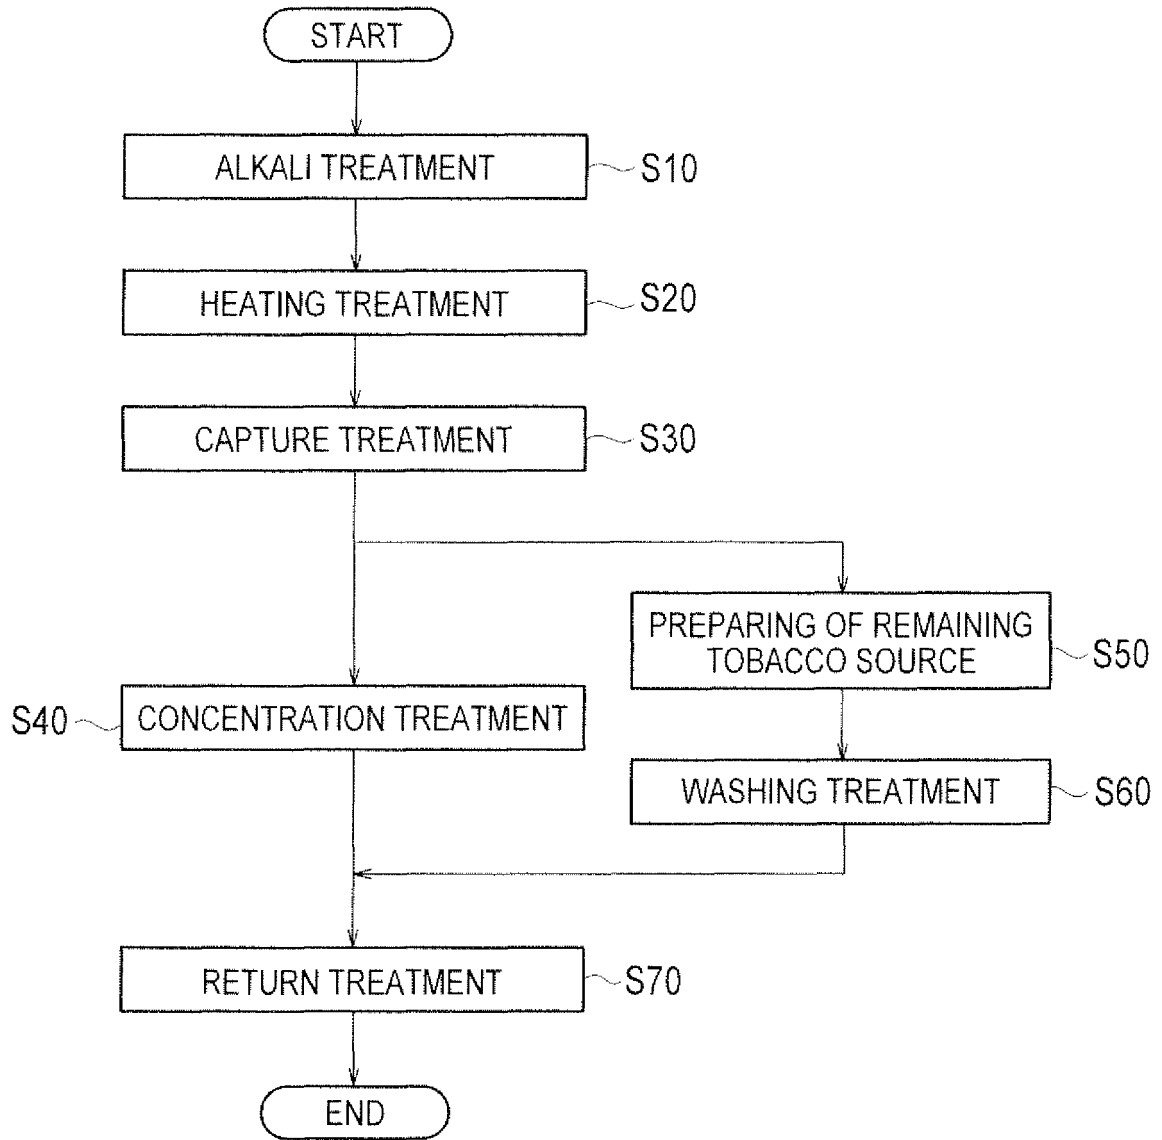 START
ALKALI TREATMENT
S10
HEATING TREATMENT
S20
CAPTURE TREATMENT
S30
PREPARING OF REMAINING
TOBACCO SOURCE
S50
S40
CONCENTRATION TREATMENT
WASHING TREATMENT
S60
RETURN TREATMENT
S70
END